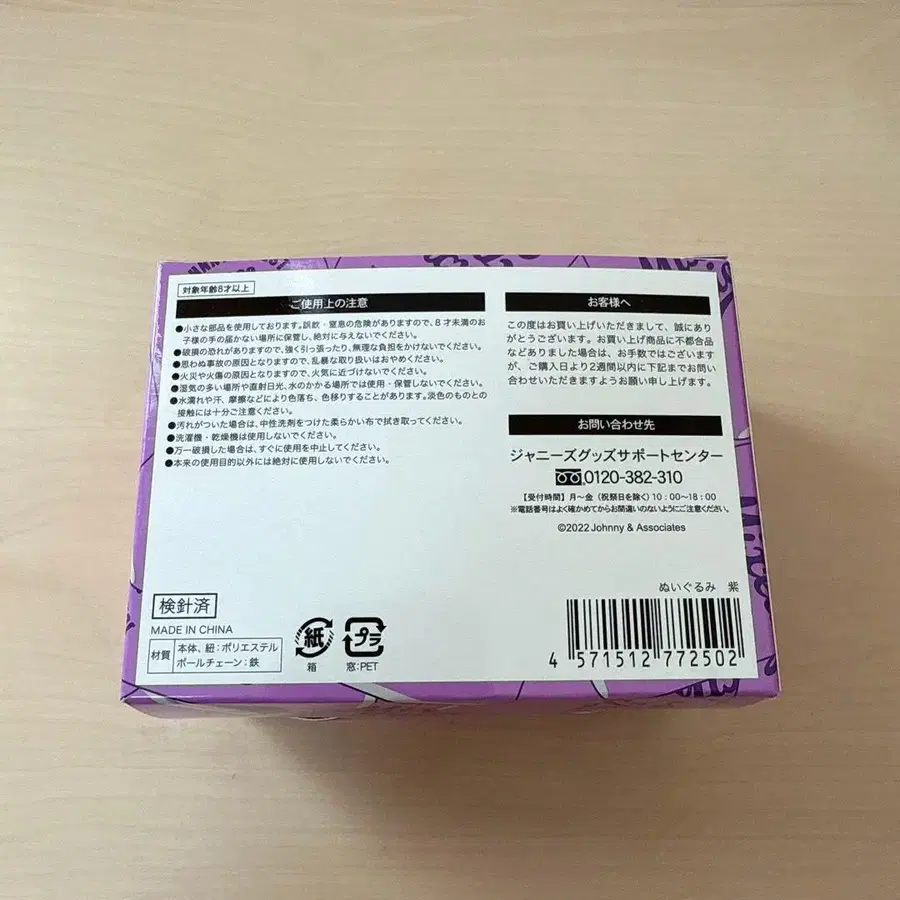 対象年齢8才以上
ご使用上の注意
●小さな部品を使用しております。誤飲・窒息の危険がありますので、8才未満のお
子様の手の届かない場所に保管し、絶対に与えないでください。
●破損の恐れがありますので、強く引っ張ったり、無理な負担をかけないでください。
●思わぬ事故の原因となりますので、乱暴な取り扱いはおやめください。
●火災や火傷の原因となりますので、火気に近づけないでください。
●湿気の多い場所や直射日光、水のかかる場所では使用・保管しないでください。
●水濡れや汗、摩擦などにより色落ち、色移りすることがあります。淡色のものとの
接触には十分ご注意ください。
●汚れがついた場合は、中性洗剤をつけた柔らかい布で拭き取ってください。
●洗濯機・乾燥機は使用しないでください。
●万一破損した場合は、すぐに使用を中止してください。
●本来の使用目的以外には絶対に使用しないでください。
検針済
MADE IN CHINA
材質
本体、紐：ポリエステル
ボールチェーン：鉄
紙
箱
プラ
窓:PET
お客様へ
この度はお買い上げいただきまして、誠にあり
がとうございます。お買い上げ商品に不都合品
などありました場合は、お手数ではございます
が、ご購入日より2週間以内に下記までお問い
合わせいただきますようお願い申し上げます。
お問い合わせ先
ジャニーズグッズサポートセンター
0120-382-310
【受付時間】月〜金（祝祭日を除く）10：00〜18：00
※電話番号はよく確かめてからお間違いのないようにご注意ください。
©2022 Johnny & Associates
ぬいぐるみ 紫
4 571512 772502